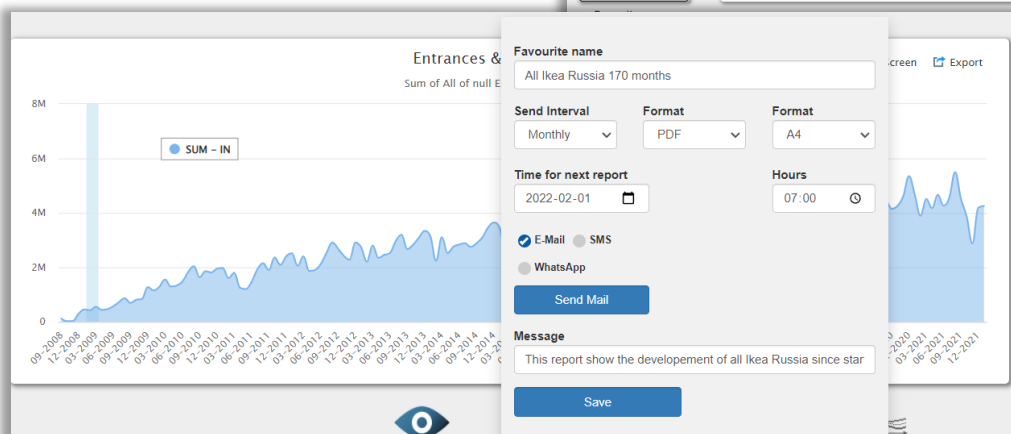 Entrances &
Sum of All of null E
creen
Export
8M
6M
4M
2M
0
SUM – IN
09-2008
12-2008
03-2009
06-2009
09-2009
12-2009
03-2010
06-2010
09-2010
12-2010
03-2011
06-2011
09-2011
12-2011
03-2012
06-2012
09-2012
12-2012
03-2013
06-2013
09-2013
12-2013
03-2014
06-2014
09-2014
12-2014
-2020
12-2020
03-2021
06-2021
09-2021
12-2021
Favourite name
All Ikea Russia 170 months
Send Interval Format Format
Monthly PDF A4
Time for next report Hours
2022-02-01 07:00
E-Mail SMS
WhatsApp
Send Mail
Message
This report show the developement of all Ikea Russia since star
Save